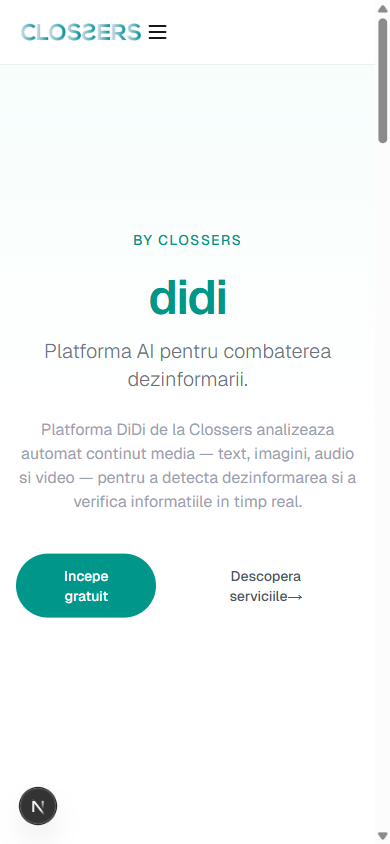 CLOSSERS
BY CLOSSERS
didi
Platforma AI pentru combaterea
dezinformarii.
Platforma DiDi de la Clossers analizeaza
automat continut media — text, imagini, audio
si video — pentru a detecta dezinformarea si a
verifica informatiile in timp real.
Incepe
gratuit
Descopera
serviciile→
N